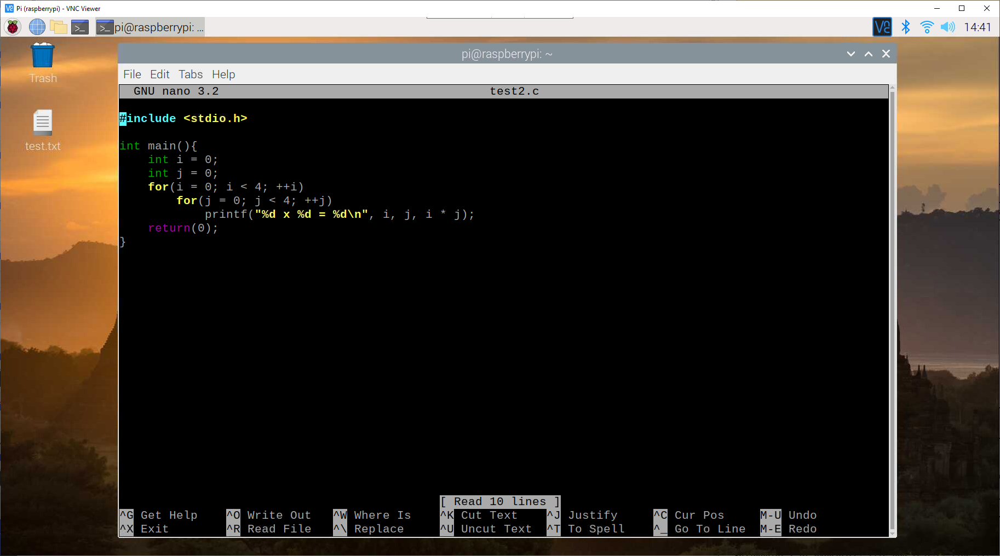 Pi (raspberrypi) - VNC Viewer
pi@raspberrypi: ...
14:41
Trash
test.txt
pi@raspberrypi: ~
File Edit Tabs Help
GNU nano 3.2 test2.c
#include <stdio.h>
int main(){
    int i = 0;
    int j = 0;
    for(i = 0; i < 4; ++i)
        for(j = 0; j < 4; ++j)
            printf("%d x %d = %d\n", i, j, i * j);
    return(0);
}
[ Read 10 lines ]
^G Get Help ^O Write Out ^W Where Is ^K Cut Text ^J Justify ^C Cur Pos M-U Undo
^X Exit ^R Read File ^\ Replace ^U Uncut Text ^T To Spell ^_ Go To Line M-E Redo